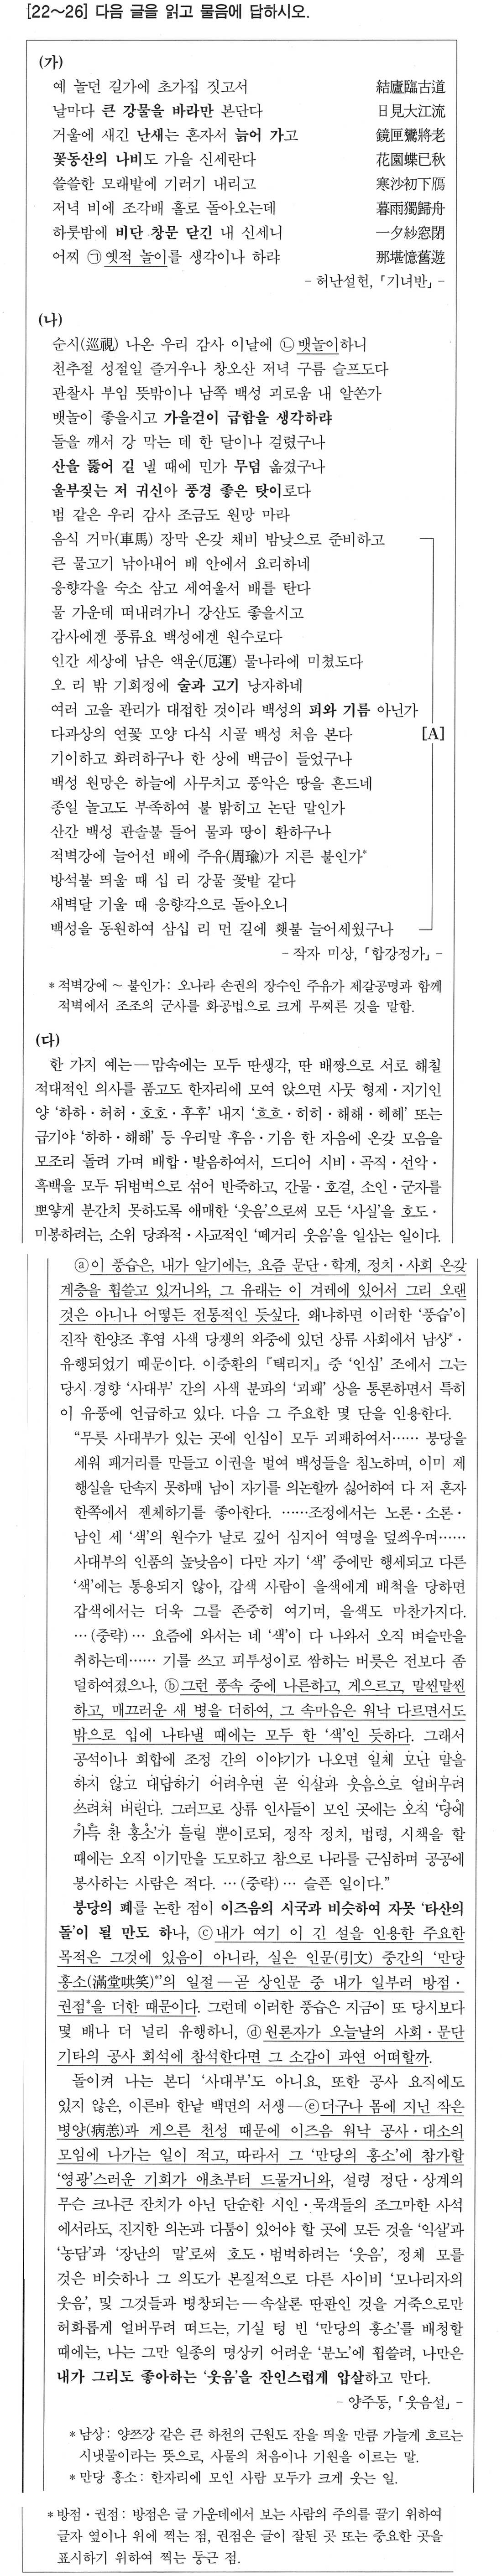 [22～26] 다음 글을 읽고 물음에 답하시오.
(가)
예 놀던 길가에 초가집 짓고서 結廬臨古道
날마다 큰 강물을 바라만 본단다 日見大江流
거울에 새긴 난새는 혼자서 늙어 가고 鏡匣鸞將老
꽃동산의 나비도 가을 신세란다 花園蝶已秋
쓸쓸한 모래밭에 기러기 내리고 寒沙初下鴈
저녁 비에 조각배 홀로 돌아오는데 暮雨獨歸舟
하룻밤에 비단 창문 닫긴 내 신세니 一夕紗窓閉
어찌 ㉠옛적 놀이를 생각이나 하랴 那堪憶舊遊
- 허난설헌, 「기녀반」 -
(나)
순시(巡視) 나온 우리 감사 이날에 ㉡뱃놀이하니
천추절 성절일 즐거우나 창오산 저녁 구름 슬프도다
관찰사 부임 뜻밖이나 남쪽 백성 괴로움 내 알쏜가
뱃놀이 좋을시고 가을걷이 급함을 생각하랴
돌을 깨서 강 막는 데 한 달이나 걸렸구나
산을 뚫어 길 낼 때에 민가 무덤 옮겼구나
울부짖는 저 귀신아 풍경 좋은 탓이로다
범 같은 우리 감사 조금도 원망 마라
음식 거마(車馬) 장막 온갖 채비 밤낮으로 준비하고
큰 물고기 낚아내어 배 안에서 요리하네
응향각을 숙소 삼고 세여울서 배를 탄다
물 가운데 떠내려가니 강산도 좋을시고
감사에겐 풍류요 백성에겐 원수로다
인간 세상에 남은 액운(厄運) 물나라에 미쳤도다
오 리 밖 기회정에 술과 고기 낭자하네
여러 고을 관리가 대접한 것이라 백성의 피와 기름 아닌가
다과상의 연꽃 모양 다식 시골 백성 처음 본다 [A]
기이하고 화려하구나 한 상에 백금이 들었구나
백성 원망은 하늘에 사무치고 풍악은 땅을 흔드네
종일 놀고도 부족하여 불 밝히고 논단 말인가
산간 백성 관솔불 들어 물과 땅이 환하구나
적벽강에 늘어선 배에 주유(周瑜)가 지른 불인가*
방석불 띄울 때 십 리 강물 꽃밭 같다
새벽달 기울 때 응향각으로 돌아오니
백성을 동원하여 삼십 리 먼 길에 횃불 늘어세웠구나
- 작자 미상, 「합강정가」 -
* 적벽강에 ~ 불인가: 오나라 손권의 장수인 주유가 제갈공명과 함께
적벽에서 조조의 군사를 화공법으로 크게 무찌른 것을 말함.
(다)
한 가지 예는―맘속에는 모두 딴생각, 딴 배짱으로 서로 해칠
적대적인 의사를 품고도 한자리에 모여 앉으면 사뭇 형제·지기인
양 ‘하하·허허·호호·후후’ 내지 ‘흐흐·히히·해해·헤헤’ 또는
급기야 ‘하하·해해’ 등 우리말 후음·기음 한 자음에 온갖 모음을
모조리 돌려 가며 배합·발음하여서, 드디어 시비·곡직·선악·
흑백을 모두 뒤범벅으로 섞어 반죽하고, 간물·호걸, 소인·군자를
뽀얗게 분간치 못하도록 애매한 ‘웃음’으로써 모든 ‘사실’을 호도·
미봉하려는, 소위 당좌적·사교적인 ‘떼거리 웃음’을 일삼는 일이다.
ⓐ이 풍습은, 내가 알기에는, 요즘 문단·학계, 정치·사회 온갖
계층을 휩쓸고 있거니와, 그 유래는 이 겨레에 있어서 그리 오랜
것은 아니나 어떻든 전통적인 듯싶다. 왜냐하면 이러한 ‘풍습’이
진작 한양조 후엽 사색 당쟁의 와중에 있던 상류 사회에서 남상*·
유행되었기 때문이다. 이중환의 『택리지』 중 ‘인심’ 조에서 그는
당시 경향 ‘사대부’ 간의 사색 분파의 ‘괴패’ 상을 통론하면서 특히
이 유풍에 언급하고 있다. 다음 그 주요한 몇 단을 인용한다.
“무릇 사대부가 있는 곳에 인심이 모두 괴패하여서…… 붕당을
세워 패거리를 만들고 이권을 벌여 백성들을 침노하며, 이미 제
행실을 단속지 못하매 남이 자기를 의논할까 싫어하여 다 저 혼자
한쪽에서 젠체하기를 좋아한다. ……조정에서는 노론·소론·
남인 세 ‘색’의 원수가 날로 깊어 심지어 역명을 덮씌우며……
사대부의 인품의 높낮음이 다만 자기 ‘색’ 중에만 행세되고 다른
‘색’에는 통용되지 않아, 갑색 사람이 을색에게 배척을 당하면
갑색에서는 더욱 그를 존중히 여기며, 을색도 마찬가지다.
…(중략)… 요즘에 와서는 네 ‘색’이 다 나와서 오직 벼슬만을
취하는데…… 기를 쓰고 피투성이로 쌈하는 버릇은 전보다 좀
덜하여졌으나, ⓑ그런 풍속 중에 나른하고, 게으르고, 말씬말씬
하고, 매끄러운 새 병을 더하여, 그 속마음은 워낙 다르면서도
밖으로 입에 나타낼 때에는 모두 한 ‘색’인 듯하다. 그래서
공석이나 회합에 조정 간의 이야기가 나오면 일체 모난 말을
하지 않고 대답하기 어려우면 곧 익살과 웃음으로 얼버무려
쓰려쳐 버린다. 그러므로 상류 인사들이 모인 곳에는 오직 ‘당에
가득 찬 홍소’가 들릴 뿐이로되, 정작 정치, 법령, 시책을 할
때에는 오직 이기만을 도모하고 참으로 나라를 근심하며 공공에
봉사하는 사람은 적다. …(중략)… 슬픈 일이다.”
붕당의 폐를 논한 점이 이즈음의 시국과 비슷하여 자못 ‘타산의
돌’이 될 만도 하나, ⓒ내가 여기 이 긴 설을 인용한 주요한
목적은 그것에 있음이 아니라, 실은 인문(引文) 중간의 ‘만당
홍소(滿堂哄笑)*’의 일절―곧 상인문 중 내가 일부러 방점·
권점*을 더한 때문이다. 그런데 이러한 풍습은 지금이 또 당시보다
몇 배나 더 널리 유행하니, ⓓ원론자가 오늘날의 사회·문단
기타의 공사 회석에 참석한다면 그 소감이 과연 어떠할까.
돌이켜 나는 본디 ‘사대부’도 아니요, 또한 공사 요직에도
있지 않은, 이른바 한낱 백면의 서생―ⓔ더구나 몸에 지닌 작은
병양(病恙)과 게으른 천성 때문에 이즈음 워낙 공사·대소의
모임에 나가는 일이 적고, 따라서 그 ‘만당의 홍소’에 참가할
‘영광’스러운 기회가 애초부터 드물거니와, 설령 정단·상계의
무슨 크나큰 잔치가 아닌 단순한 시인·묵객들의 조그마한 사석
에서라도, 진지한 의논과 다툼이 있어야 할 곳에 모든 것을 ‘익살’과
‘농담’과 ‘장난의 말’로써 호도·범벅하려는 ‘웃음’, 정체 모를
것은 비슷하나 그 의도가 본질적으로 다른 사이비 ‘모나리자의
웃음’, 및 그것들과 병창되는―속살론 딴판인 것을 거죽으로만
허화롭게 얼버무려 떠드는, 기실 텅 빈 ‘만당의 홍소’를 배청할
때에는, 나는 그만 일종의 명상키 어려운 ‘분노’에 휩쓸려, 나만은
내가 그리도 좋아하는 ‘웃음’을 잔인스럽게 압살하고 만다.
- 양주동, 「웃음설」 -
* 남상: 양쯔강 같은 큰 하천의 근원도 잔을 띄울 만큼 가늘게 흐르는
시냇물이라는 뜻으로, 사물의 처음이나 기원을 이르는 말.
* 만당 홍소: 한자리에 모인 사람 모두가 크게 웃는 일.
* 방점·권점: 방점은 글 가운데에서 보는 사람의 주의를 끌기 위하여
글자 옆이나 위에 찍는 점, 권점은 글이 잘된 곳 또는 중요한 곳을
표시하기 위하여 찍는 둥근 점.